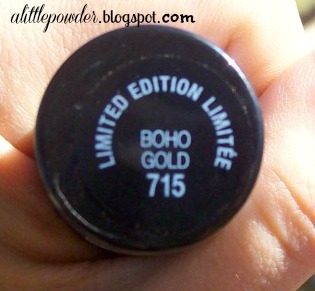 alittlepowder.blogspot.com
LIMITED EDITION LIMITÉE
BOHO
GOLD
715